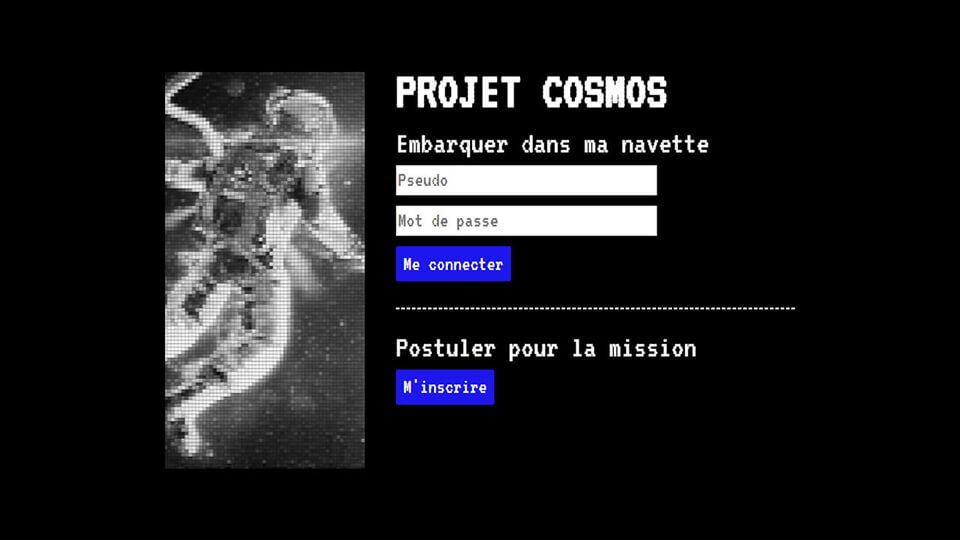 PROJET COSMOS
Embarquer dans ma navette
Pseudo
Mot de passe
Me connecter
Postuler pour la mission
M'inscrire